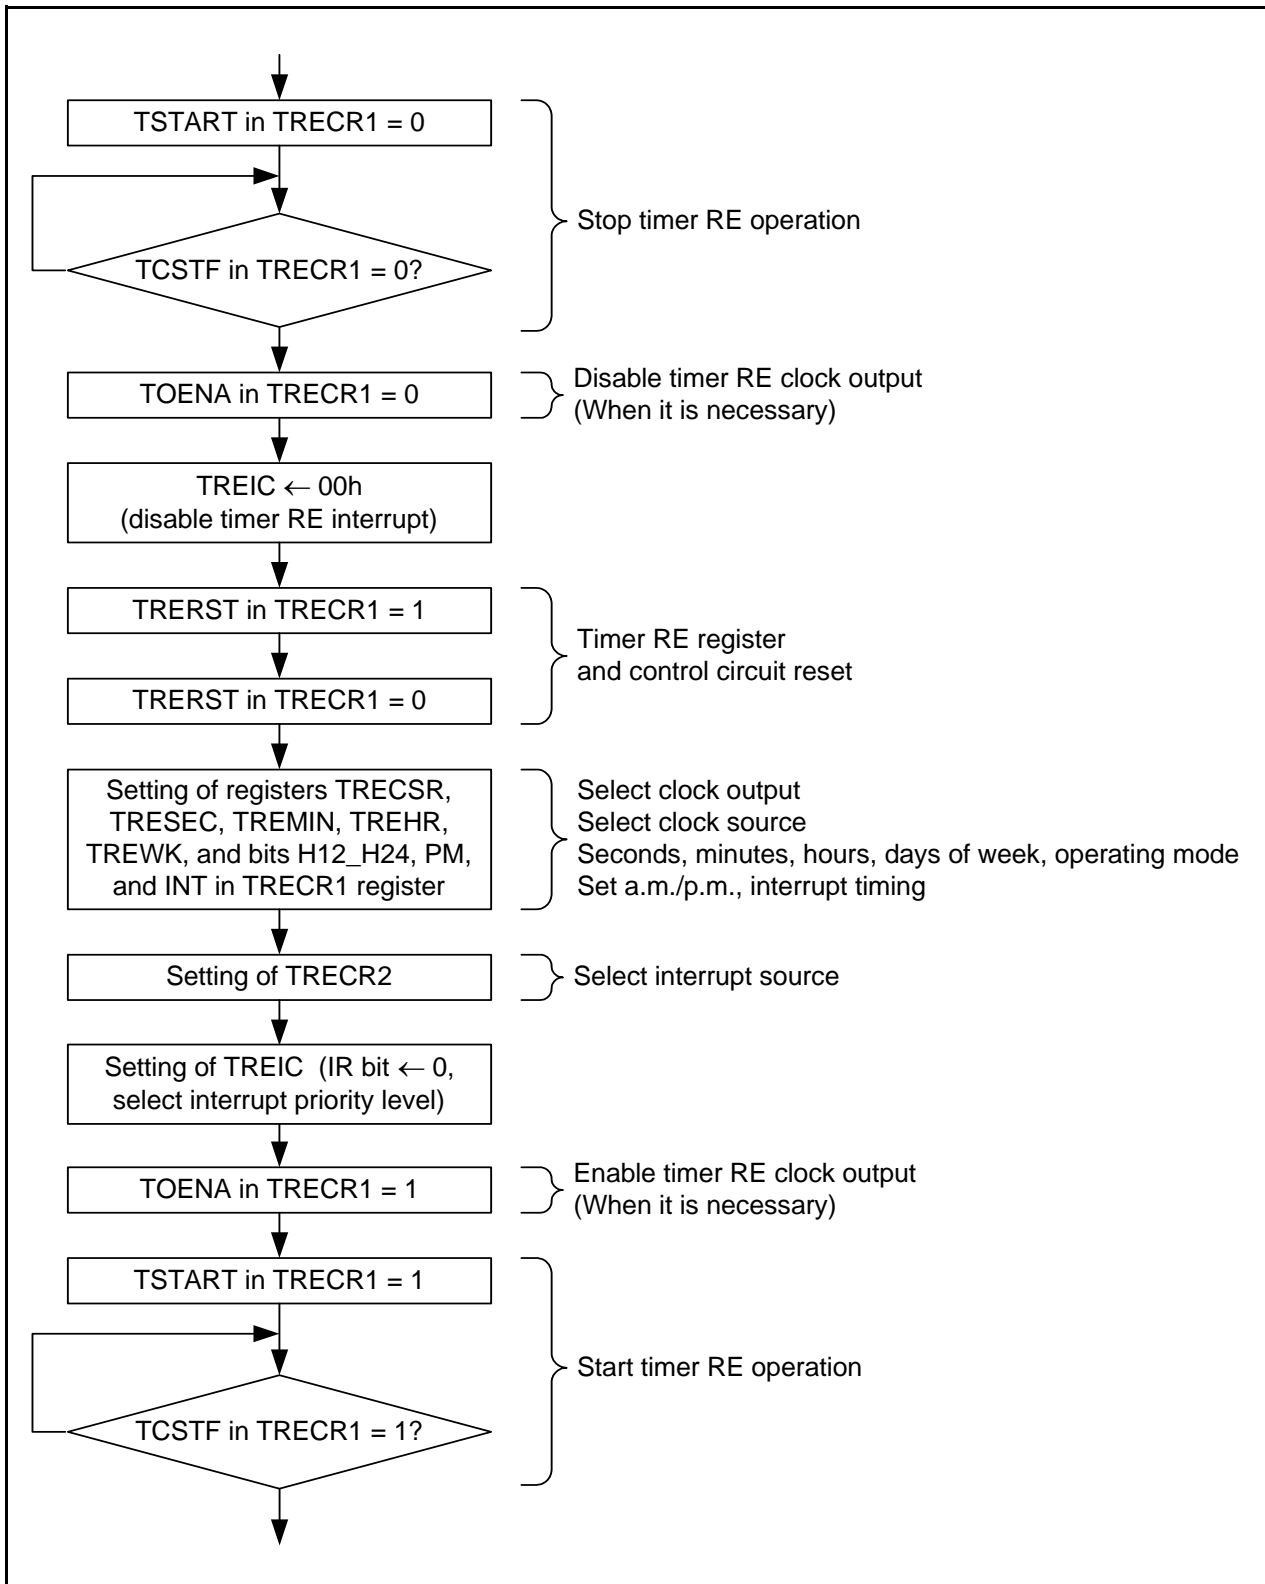 TSTART in TRECR1 = 0
TCSTF in TRECR1 = 0?
Stop timer RE operation
TOENA in TRECR1 = 0
Disable timer RE clock output
(When it is necessary)
TREIC ← 00h
(disable timer RE interrupt)
TRERST in TRECR1 = 1
TRERST in TRECR1 = 0
Timer RE register
and control circuit reset
Setting of registers TRECSR,
TRESEC, TREMIN, TREHR,
TREWK, and bits H12_H24, PM,
and INT in TRECR1 register
Select clock output
Select clock source
Seconds, minutes, hours, days of week, operating mode
Set a.m./p.m., interrupt timing
Setting of TRECR2
Select interrupt source
Setting of TREIC (IR bit ← 0,
select interrupt priority level)
TOENA in TRECR1 = 1
Enable timer RE clock output
(When it is necessary)
TSTART in TRECR1 = 1
TCSTF in TRECR1 = 1?
Start timer RE operation